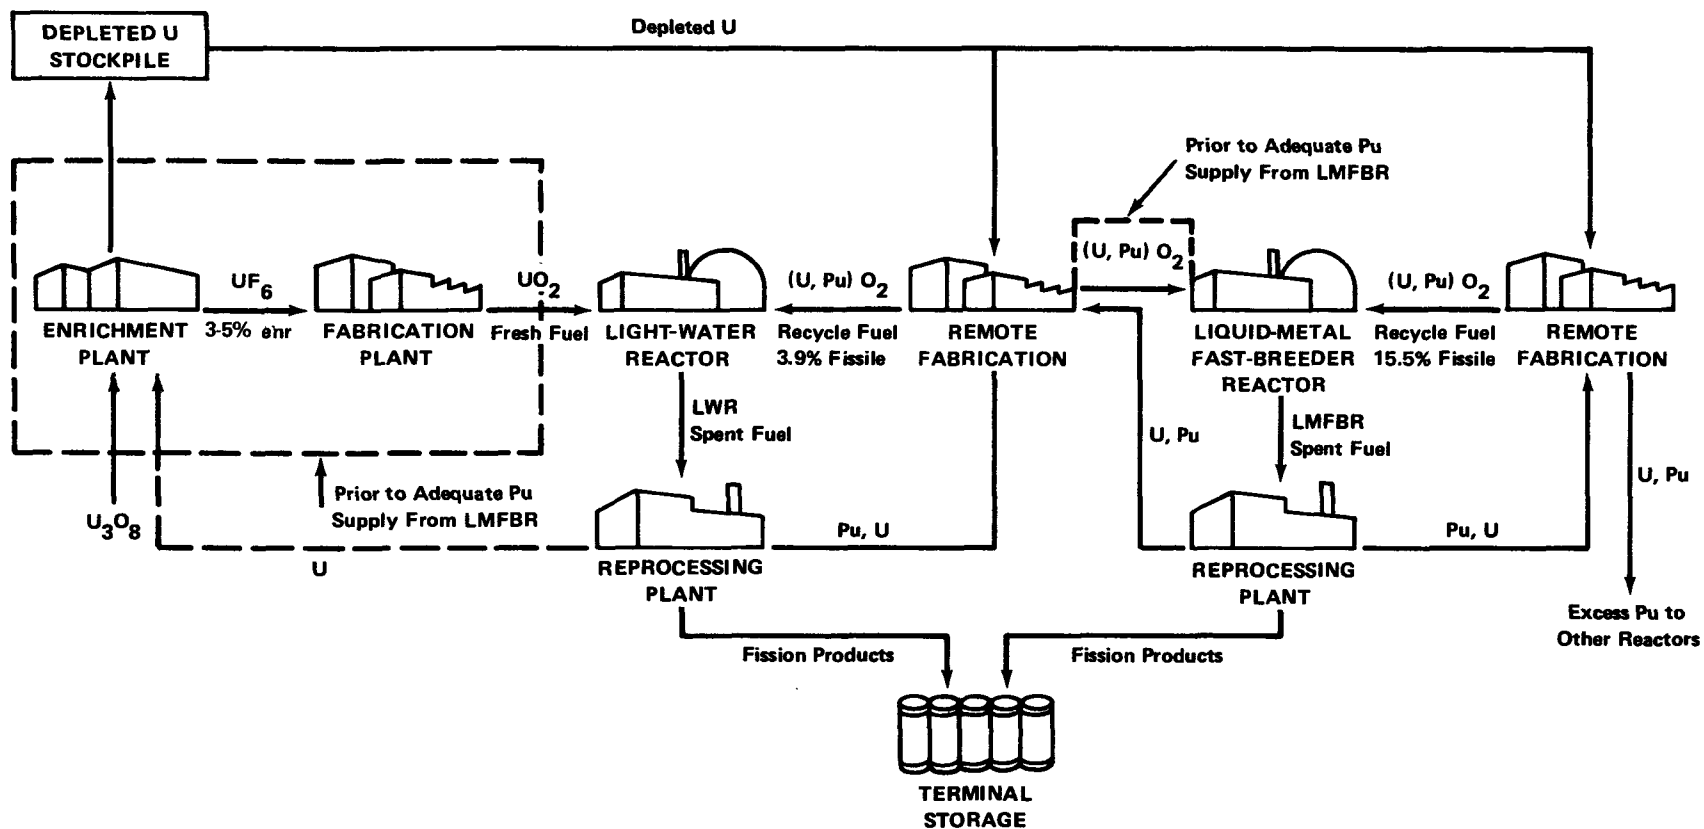 DEPLETED U
STOCKPILE
Depleted U
Prior to Adequate Pu
Supply From LMFBR
UF6
3-5% enr
UO2
Fresh Fuel
(U, Pu) O2
Recycle Fuel
3.9% Fissile
(U, Pu) O2
(U, Pu) O2
Recycle Fuel
15.5% Fissile
ENRICHMENT
PLANT
FABRICATION
PLANT
LIGHT-WATER
REACTOR
REMOTE
FABRICATION
LIQUID-METAL
FAST-BREEDER
REACTOR
REMOTE
FABRICATION
LWR
Spent Fuel
U, Pu
LMFBR
Spent Fuel
U, Pu
Prior to Adequate Pu
Supply From LMFBR
U3O8
U
Pu, U
Pu, U
REPROCESSING
PLANT
REPROCESSING
PLANT
Excess Pu to
Other Reactors
Fission Products
Fission Products
TERMINAL
STORAGE